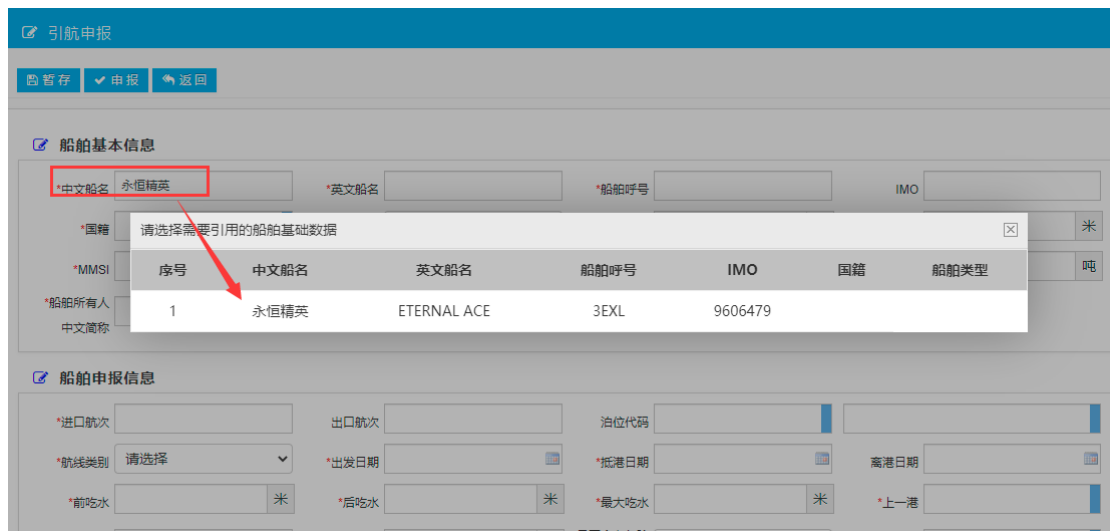 引航申报
暂存 申报 返回
船舶基本信息
*中文船名 永恒精英 *英文船名 *船舶呼号 IMO
*国籍 米
请选择需要引用的船舶基础数据
*MMSI 吨
序号 中文船名 英文船名 船舶呼号 IMO 国籍 船舶类型
1 永恒精英 ETERNAL ACE 3EXL 9606479
*船舶所有人
中文简称
船舶申报信息
*进口航次 出口航次 泊位代码
*航线类别 请选择 *出发日期 *抵港日期 离港日期
*前吃水 米 *后吃水 米 *最大吃水 米 *上一港